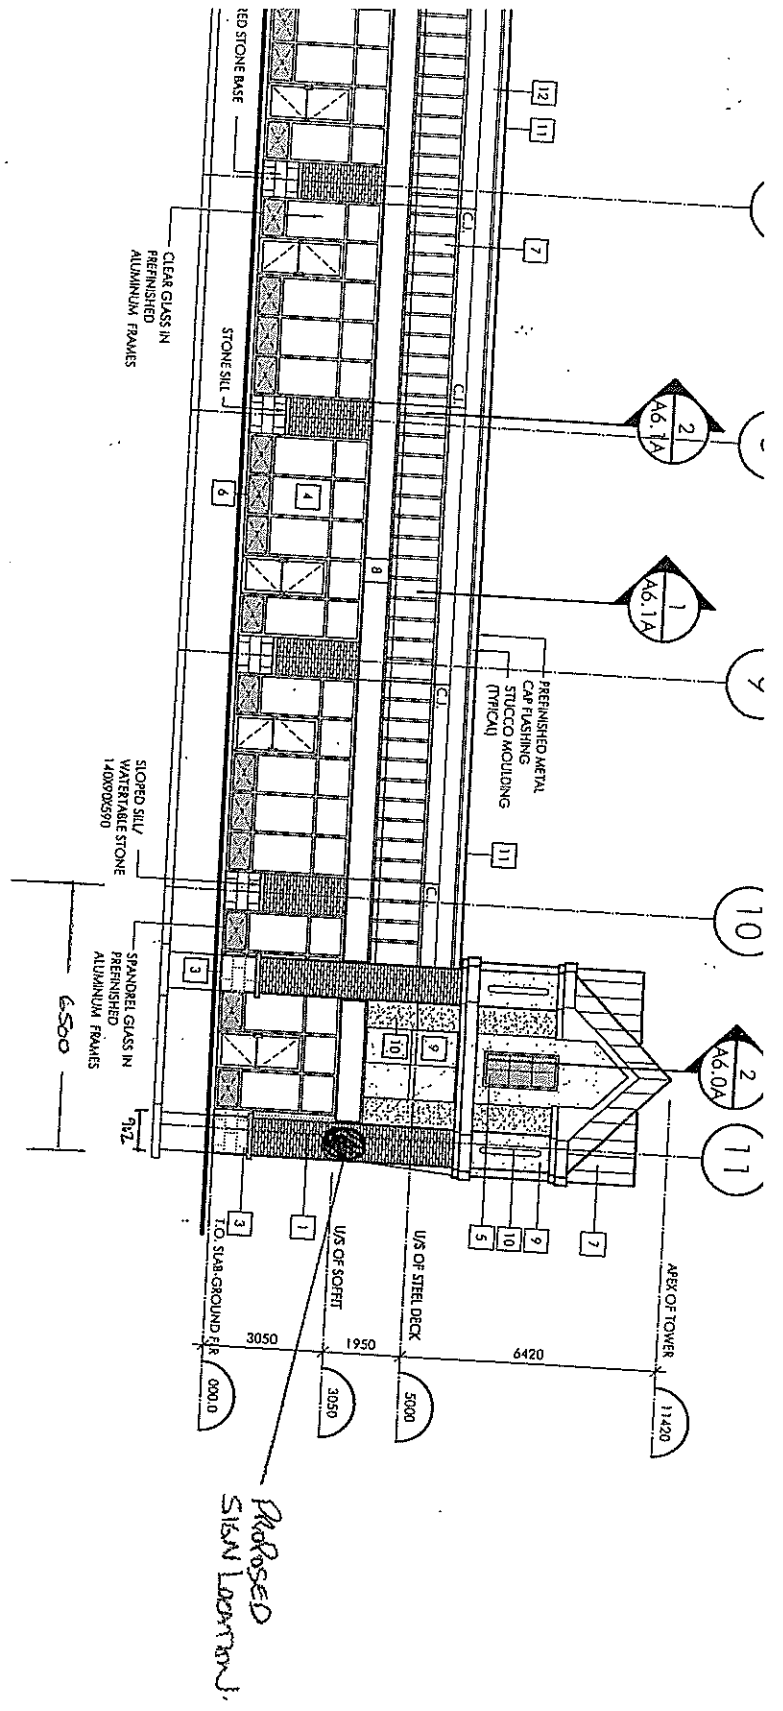 RED STONE BASE
CLEAR GLASS IN
PREFINISHED
ALUMINUM FRAMES
STONE SILL
SLOPED SILL/
WATERTABLE STONE
140X90X590
SPANDREL GLASS IN
PREFINISHED
ALUMINUM FRAMES
6500
PREFINISHED METAL
CAP FLASHING
STUCCO MOULDING
(TYPICAL)
12
11
7
C.J.
C.J.
C.J.
4
6
8
11
2
A6.1A
1
A6.1A
9
10
2
A6.0A
11
3
10
9
3
1
5
10
9
7
T.O. SLAB-GROUND FLR
U/S OF SOFFIT
U/S OF STEEL DECK
APEX OF TOWER
3050
1950
6420
000.0
3050
5000
11420
PROPOSED
SIGN LOCATION.